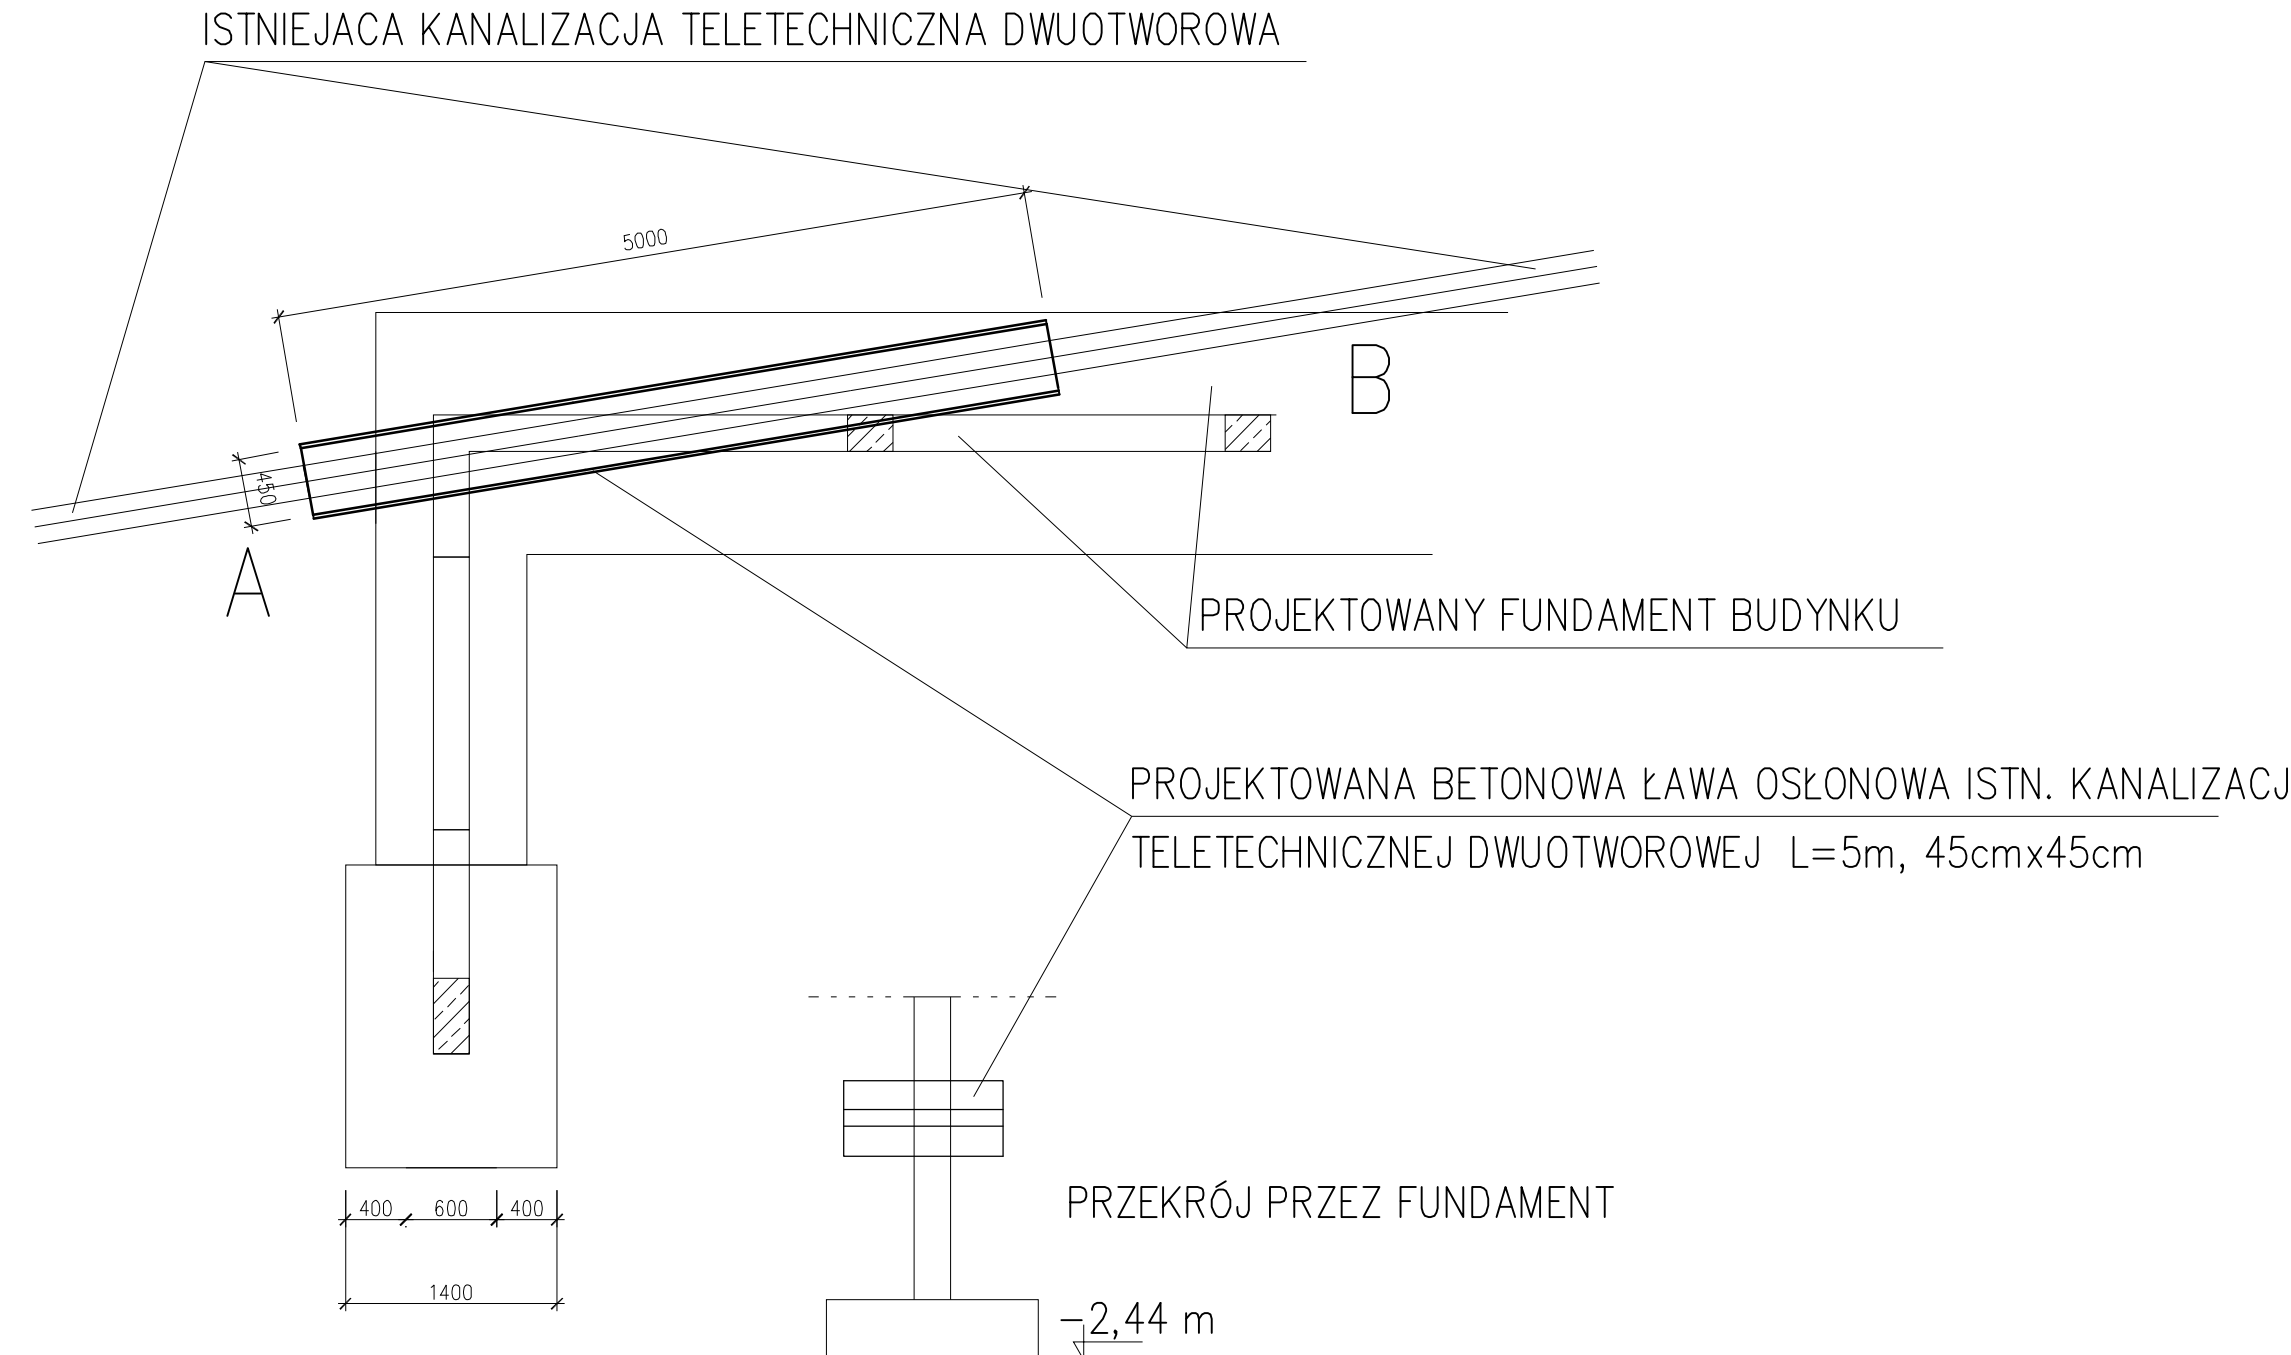 ISTNIEJACA KANALIZACJA TELETECHNICZNA DWUOTWOROWA
5000
B
450
A
PROJEKTOWANY FUNDAMENT BUDYNKU
PROJEKTOWANA BETONOWA ŁAWA OSŁONOWA ISTN. KANALIZACJ
TELETECHNICZNEJ DWUOTWOROWEJ L=5m, 45cmx45cm
PRZEKRÓJ PRZEZ FUNDAMENT
400 600 400
1400
-2,44 m